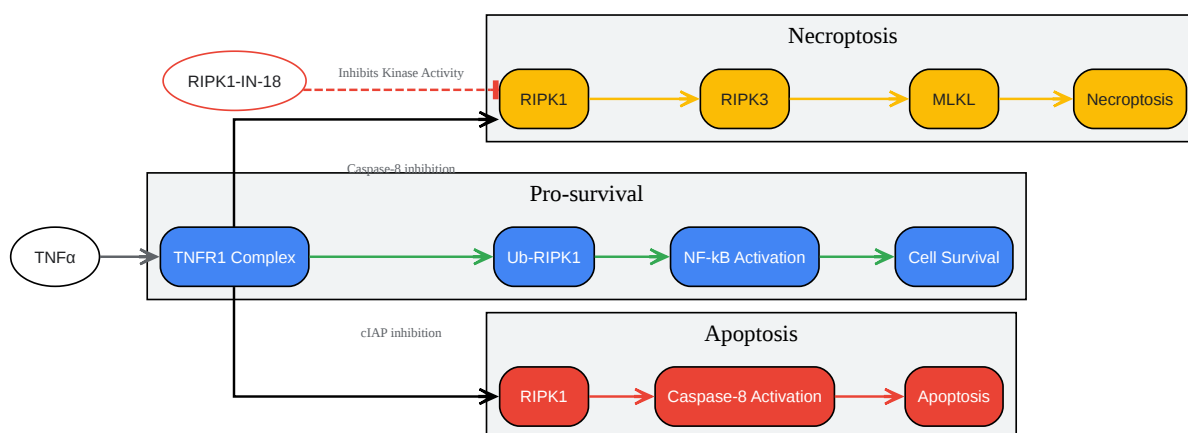 Necroptosis
RIPK1-IN-18
Inhibits Kinase Activity
RIPK1
RIPK3
MLKL
Necroptosis
Caspase-8 inhibition
Pro-survival
TNFα
TNFR1 Complex
Ub-RIPK1
NF-kB Activation
Cell Survival
cIAP inhibition
Apoptosis
RIPK1
Caspase-8 Activation
Apoptosis